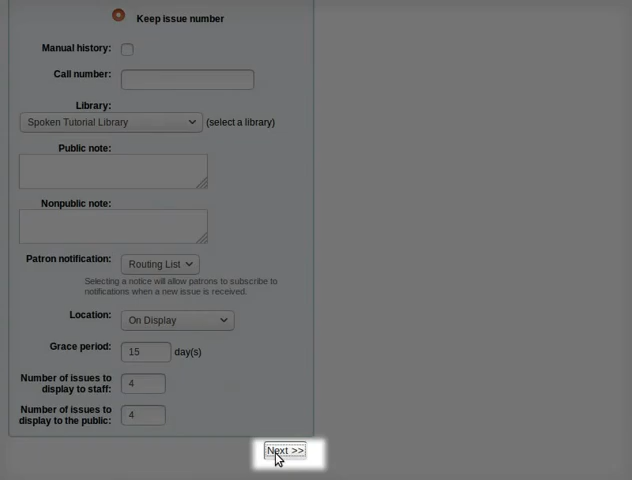 Keep issue number
Manual history:
Call number:
Library:
Spoken Tutorial Library (select a library)
Public note:
Nonpublic note:
Patron notification: Routing List
Selecting a notice will allow patrons to subscribe to
notifications when a new issue is received.
Location: On Display
Grace period: 15 day(s)
Number of issues to
display to staff: 4
Number of issues to
display to the public: 4
Next >>